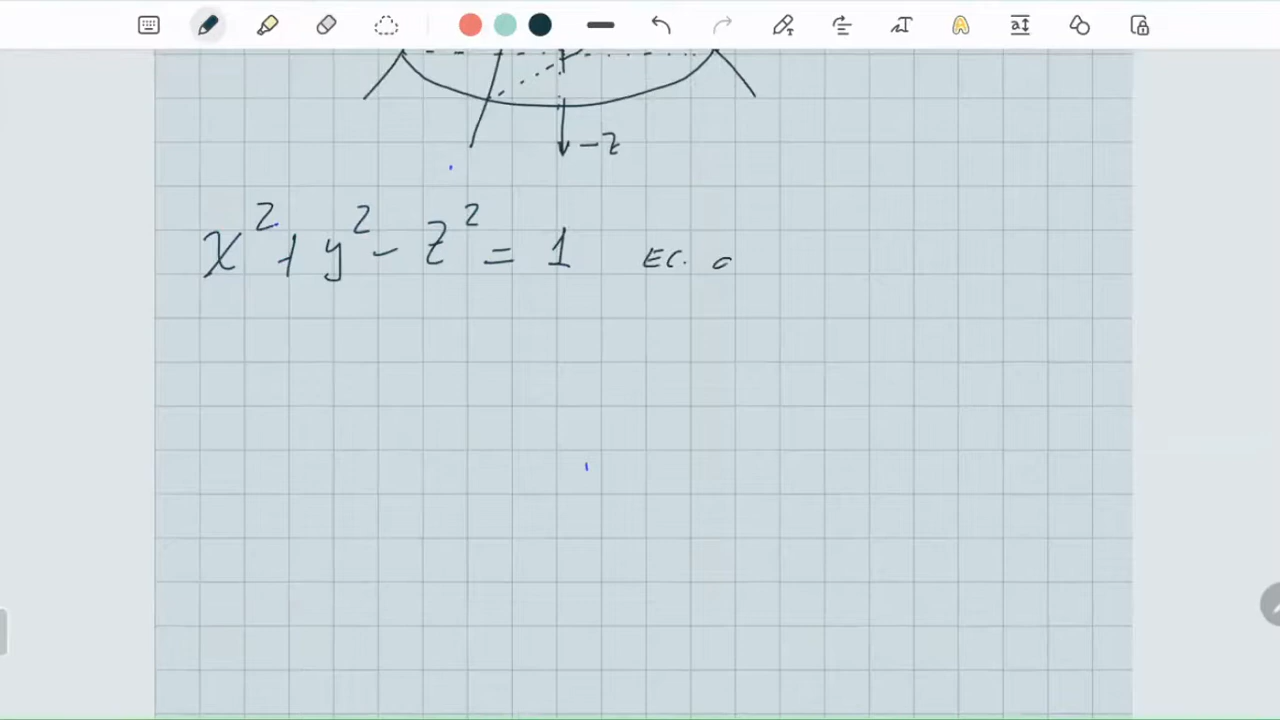 -z
x² + y² - z² = 1 EC. c